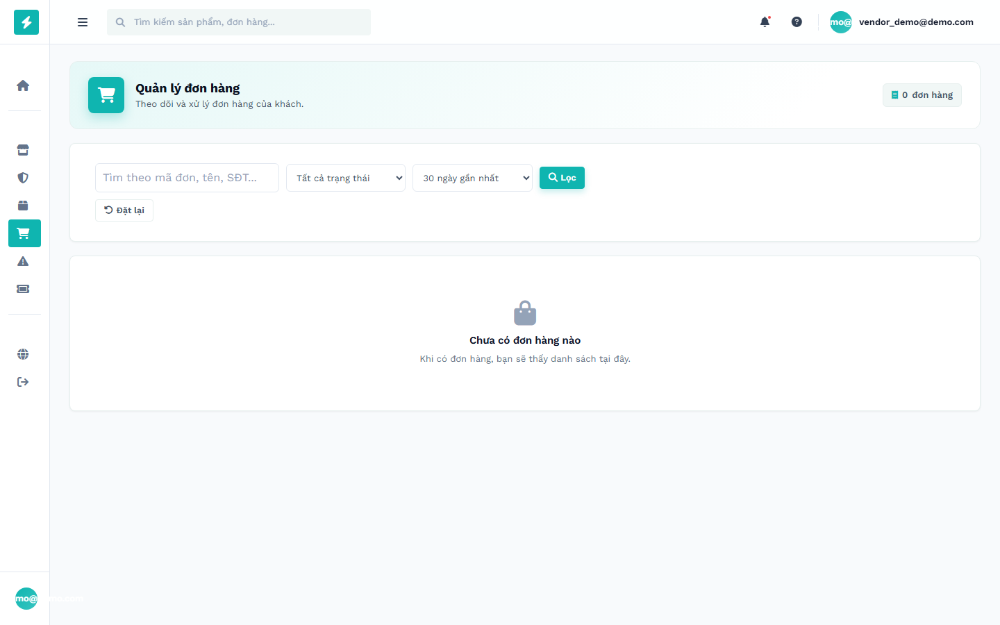 Tìm kiếm sản phẩm, đơn hàng...
mo@
vendor_demo@demo.com
Quản lý đơn hàng
Theo dõi và xử lý đơn hàng của khách.
0 đơn hàng
Tìm theo mã đơn, tên, SĐT...
Tất cả trạng thái
30 ngày gần nhất
Lọc
Đặt lại
Chưa có đơn hàng nào
Khi có đơn hàng, bạn sẽ thấy danh sách tại đây.
mo@